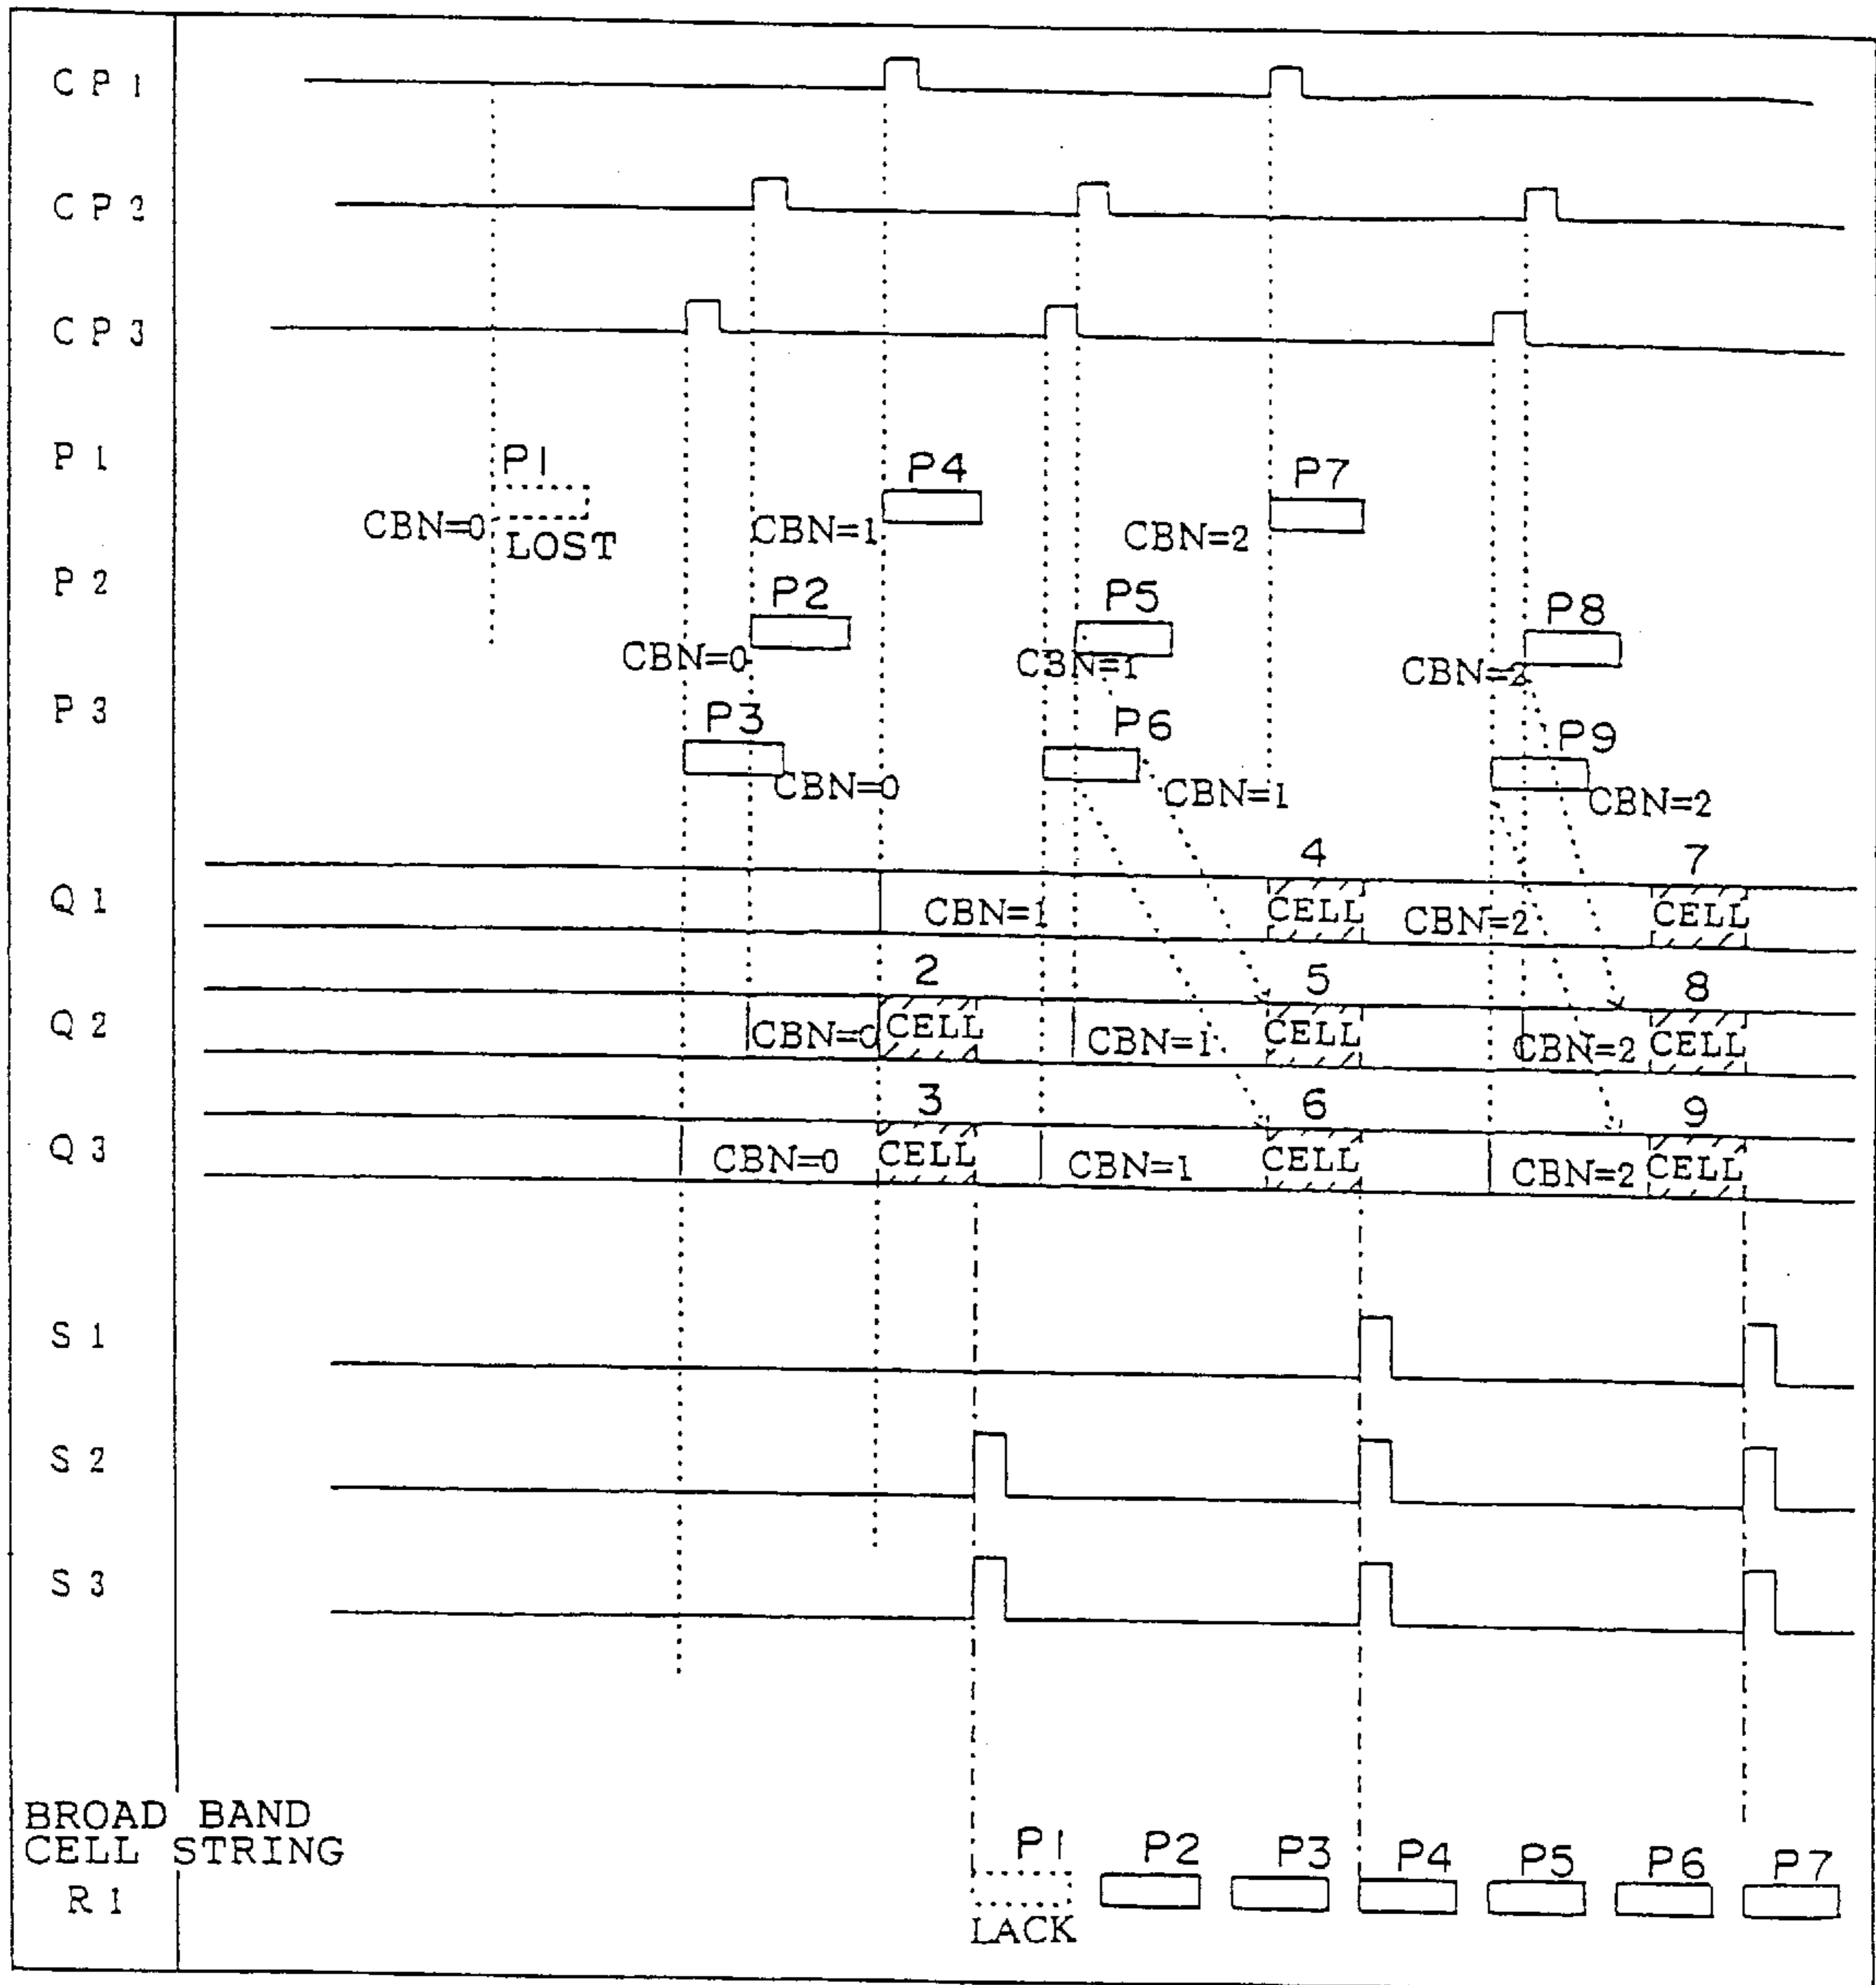 CP1
CP2
CP3
P1
P1
P4
P7
CBN=0
LOST
CBN=1
CBN=2
P2
P2
P5
P8
CBN=0
CBN=1
CBN=2
P3
P3
P6
P9
CBN=0
CBN=1
CBN=2
4
7
Q1
CBN=1
CELL
CBN=2
CELL
2
5
8
Q2
CBN=0
CELL
CBN=1
CELL
CBN=2
CELL
3
6
9
Q3
CBN=0
CELL
CBN=1
CELL
CBN=2
CELL
S1
S2
S3
BROAD BAND
CELL STRING
R1
P1
P2
P3
P4
P5
P6
P7
LACK